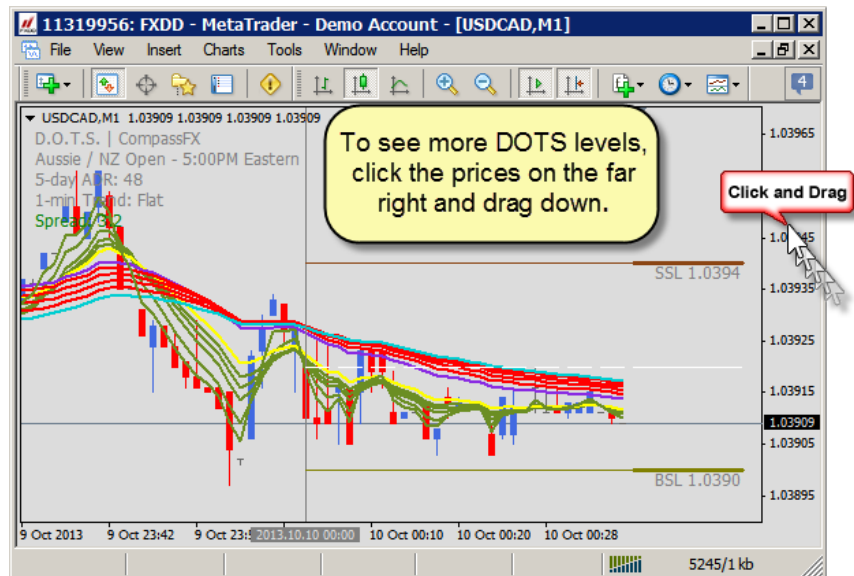 11319956: FXDD - MetaTrader - Demo Account - [USDCAD,M1]
File View Insert Charts Tools Window Help
4
USDCAD,M1 1.03909 1.03909 1.03909 1.03909
D.O.T.S. | CompassFX
Aussie / NZ Open - 5:00PM Eastern
5-day ADR: 48
1-min Trend: Flat
Spread: 3.2
To see more DOTS levels,
click the prices on the far
right and drag down.
Click and Drag
1.03965
SSL 1.0394
1.03935
1.03925
1.03915
1.03909
1.03905
BSL 1.0390
1.03895
9 Oct 2013 9 Oct 23:42 2013.10.10 00:00 10 Oct 00:10 10 Oct 00:20 10 Oct 00:28
5245/1 kb